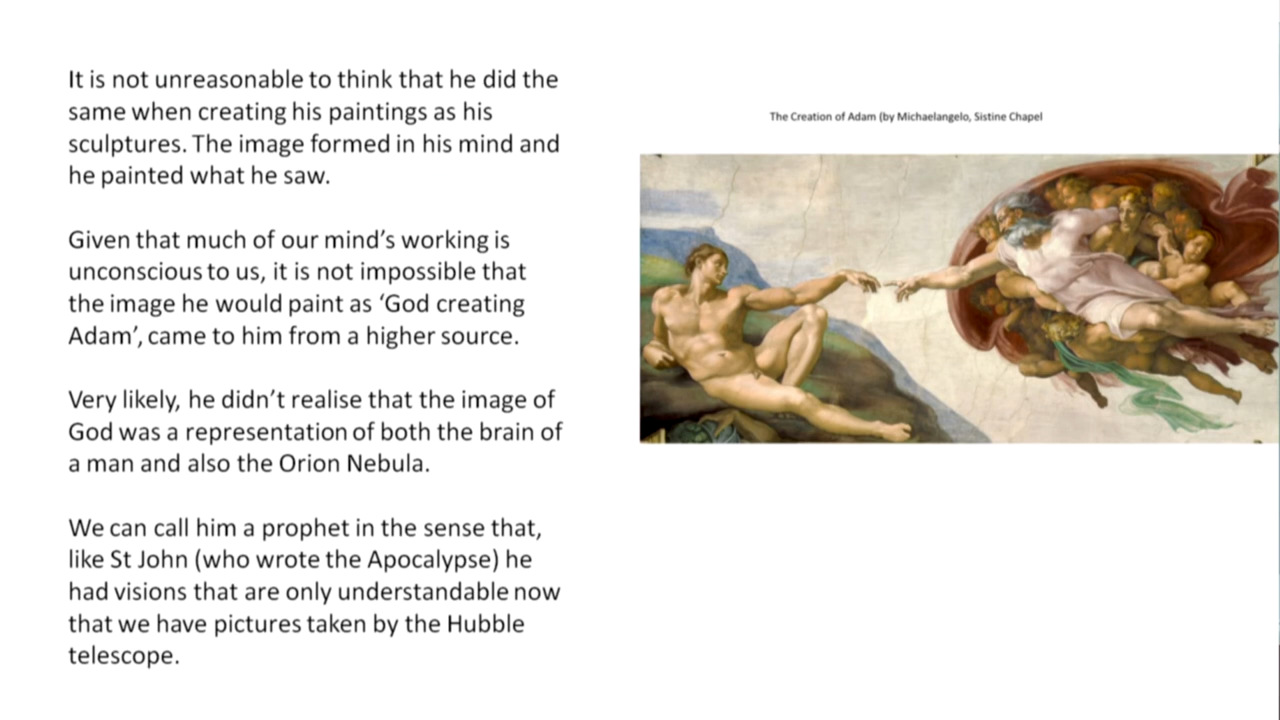 It is not unreasonable to think that he did the
same when creating his paintings as his
sculptures. The image formed in his mind and
he painted what he saw.
Given that much of our mind's working is
unconscious to us, it is not impossible that
the image he would paint as 'God creating
Adam', came to him from a higher source.
Very likely, he didn't realise that the image of
God was a representation of both the brain of
a man and also the Orion Nebula.
We can call him a prophet in the sense that,
like St John (who wrote the Apocalypse) he
had visions that are only understandable now
that we have pictures taken by the Hubble
telescope.
The Creation of Adam (by Michaelangelo, Sistine Chapel